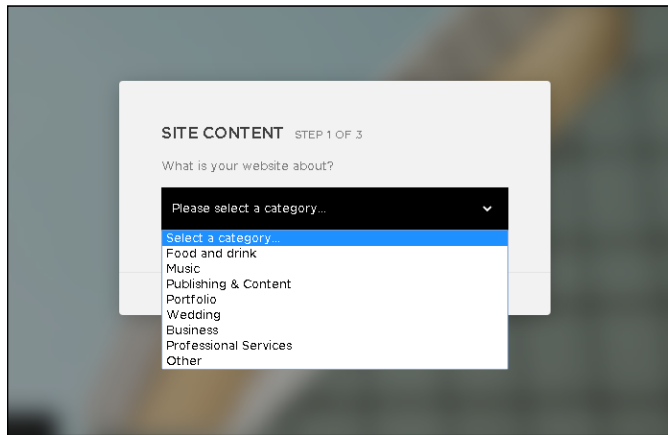 SITE CONTENT STEP 1 OF 3
What is your website about?
Please select a category...
Select a category...
Food and drink
Music
Publishing & Content
Portfolio
Wedding
Business
Professional Services
Other